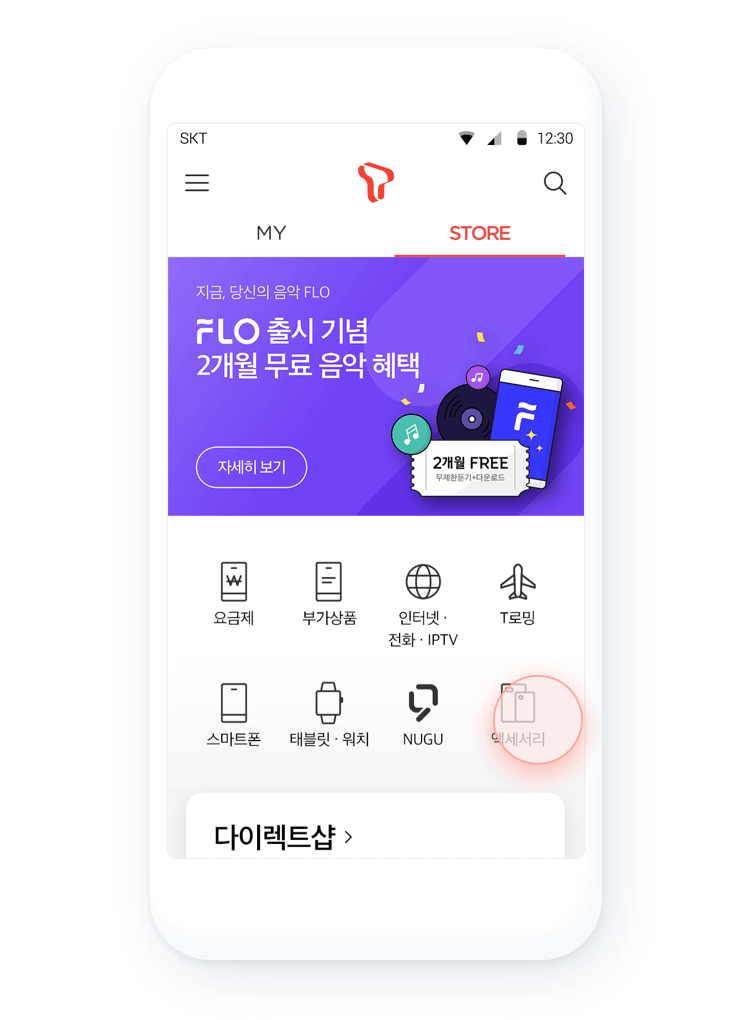 SKT
12:30
MY
STORE
지금, 당신의 음악 FLO
FLO 출시 기념
2개월 무료 음악 혜택
자세히 보기
2개월 FREE
무제한듣기+다운로드
요금제
부가상품
인터넷 ·
전화 · IPTV
T로밍
스마트폰
태블릿 · 워치
NUGU
액세서리
다이렉트샵 >